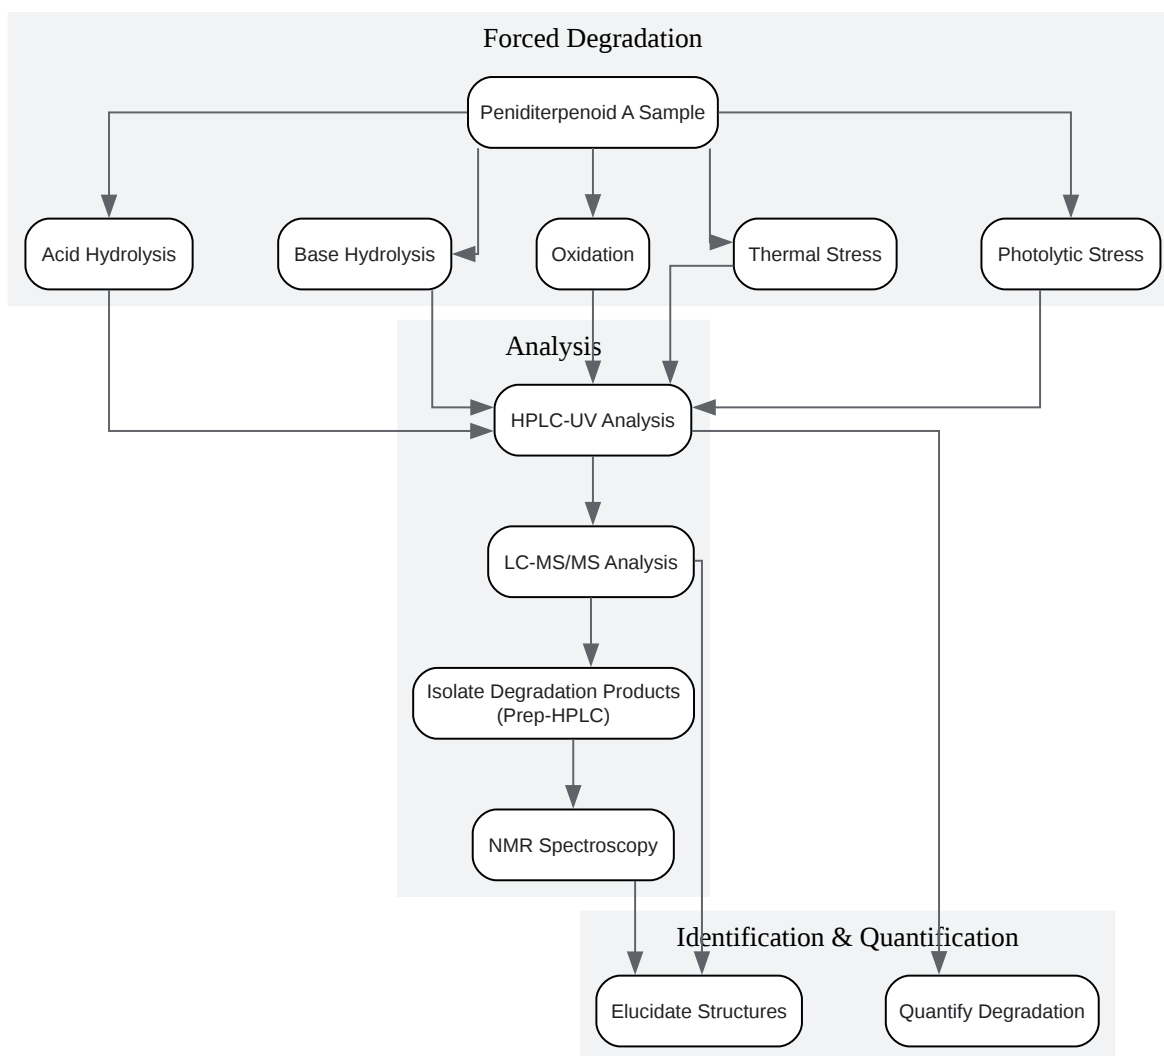 Forced Degradation
Peniditerpenoid A Sample
Acid Hydrolysis
Base Hydrolysis
Oxidation
Thermal Stress
Photolytic Stress
Analysis
HPLC-UV Analysis
LC-MS/MS Analysis
Isolate Degradation Products
(Prep-HPLC)
NMR Spectroscopy
Identification & Quantification
Elucidate Structures
Quantify Degradation